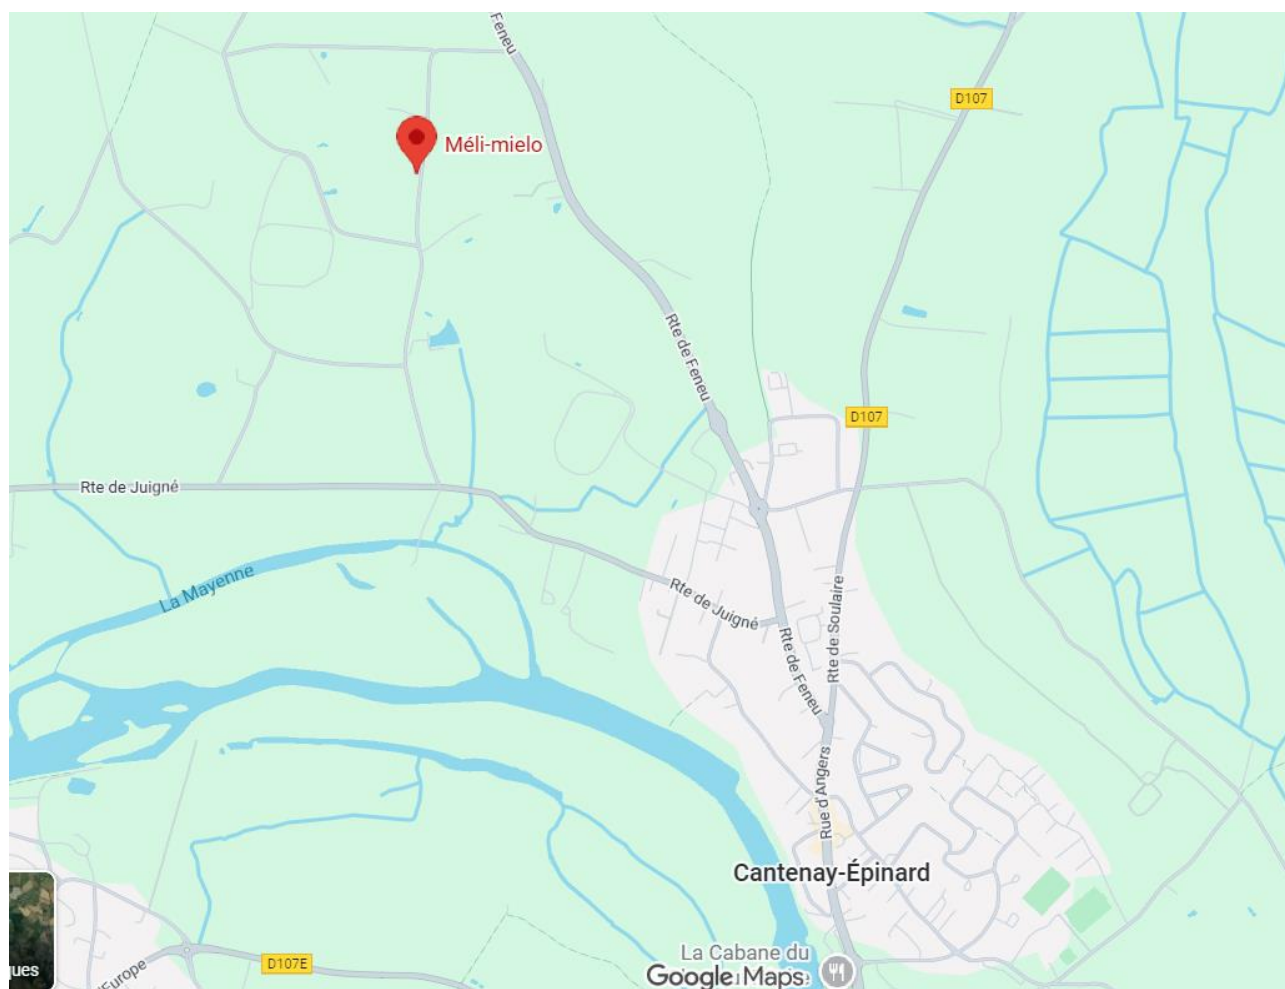 Feneu
D107
Méli-mielo
Rte de Feneu
D107
Rte de Juigné
La Mayenne
Rte de Juigné
Rte de Soulaire
Rte de Feneu
Rue d'Angers
Cantenay-Épinard
La Cabane du
Google Maps
ques
D107E
d'Europe